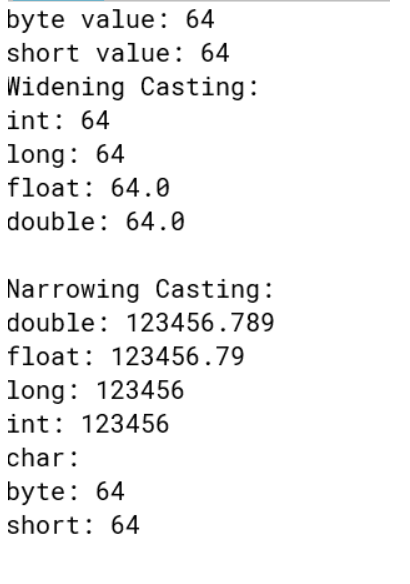 byte value: 64
short value: 64
Widening Casting:
int: 64
long: 64
float: 64.0
double: 64.0
Narrowing Casting:
double: 123456.789
float: 123456.79
long: 123456
int: 123456
char:
byte: 64
short: 64